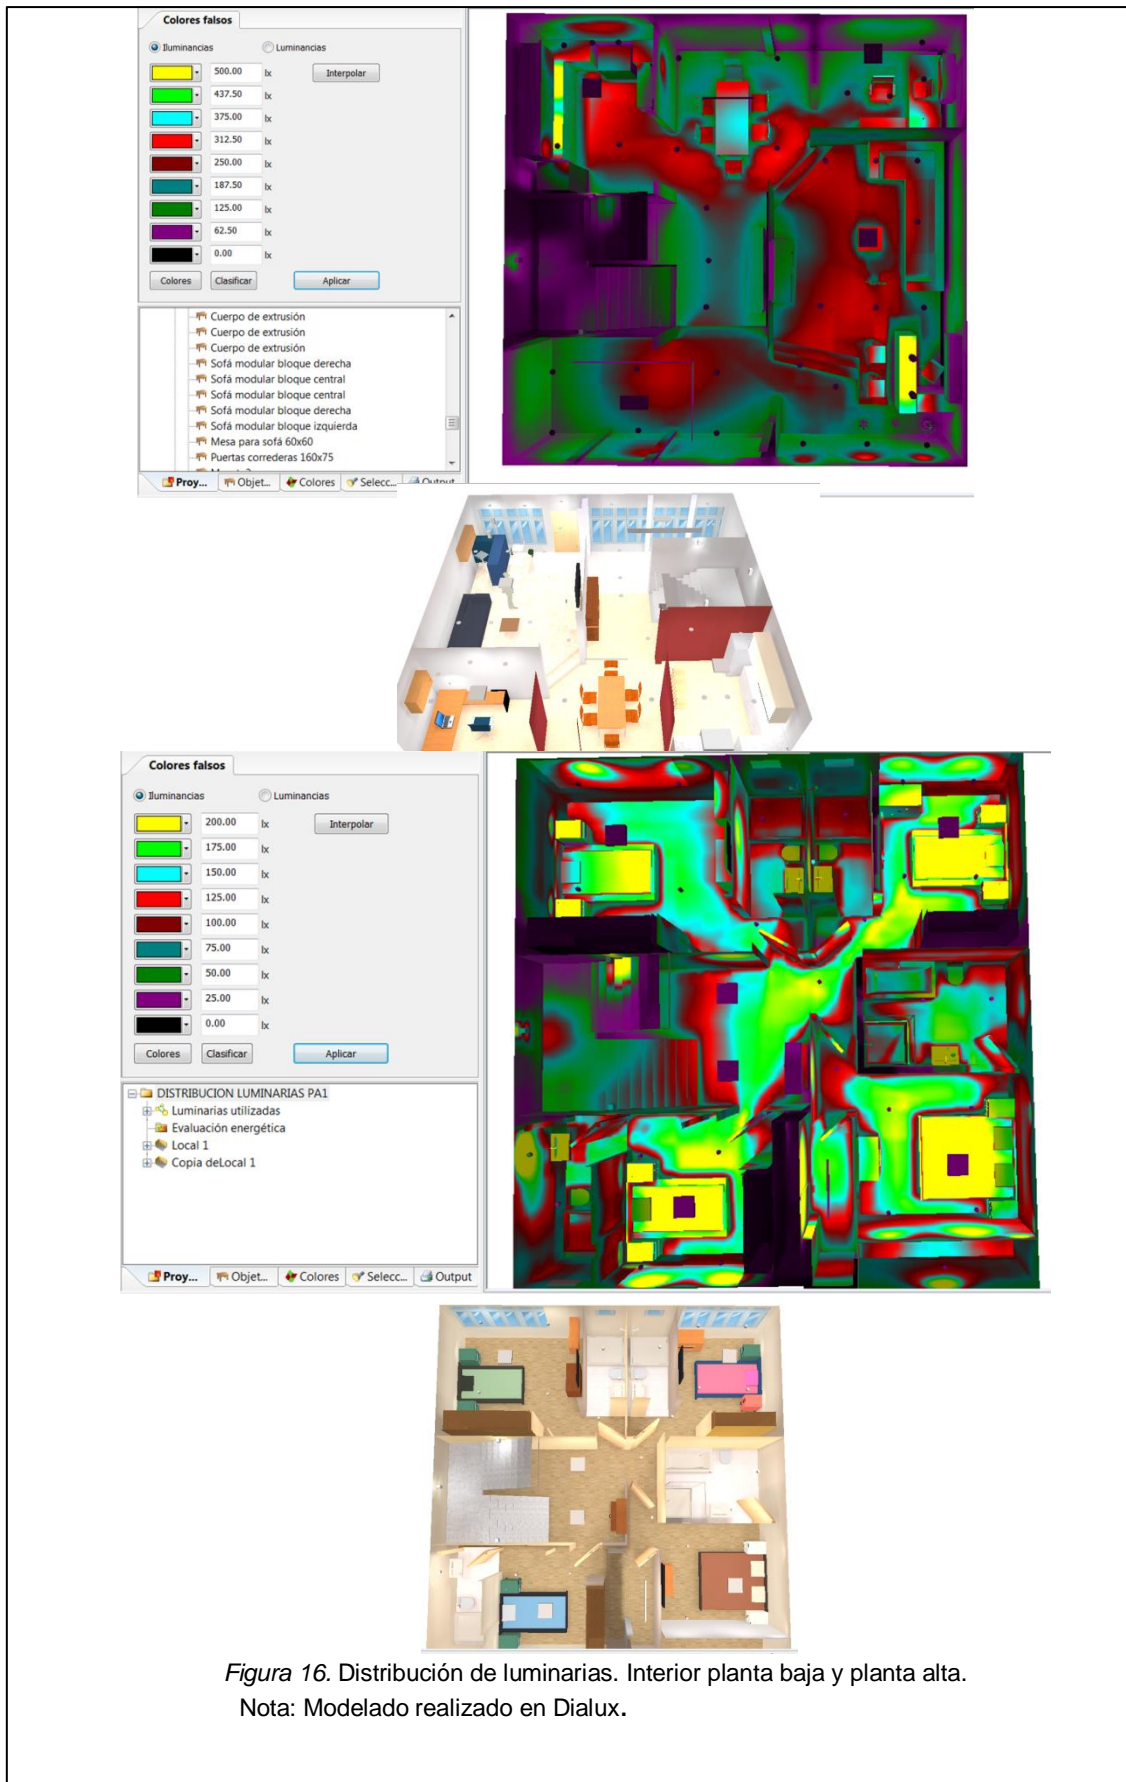 Colores falsos
Iluminancias Luminancias
500.00 lx Interpolar
437.50 lx
375.00 lx
312.50 lx
250.00 lx
187.50 lx
125.00 lx
62.50 lx
0.00 lx
Colores Clasificar Aplicar
Cuerpo de extrusión
Cuerpo de extrusión
Cuerpo de extrusión
Sofá modular bloque derecha
Sofá modular bloque central
Sofá modular bloque central
Sofá modular bloque derecha
Sofá modular bloque izquierda
Mesa para sofá 60x60
Puertas correderas 160x75
Proy... Objet... Colores Selecc... Output
Colores falsos
Iluminancias Luminancias
200.00 lx Interpolar
175.00 lx
150.00 lx
125.00 lx
100.00 lx
75.00 lx
50.00 lx
25.00 lx
0.00 lx
Colores Clasificar Aplicar
DISTRIBUCION LUMINARIAS PA1
Luminarias utilizadas
Evaluación energética
Local 1
Copia deLocal 1
Proy... Objet... Colores Selecc... Output
Figura 16. Distribución de luminarias. Interior planta baja y planta alta.
Nota: Modelado realizado en Dialux.